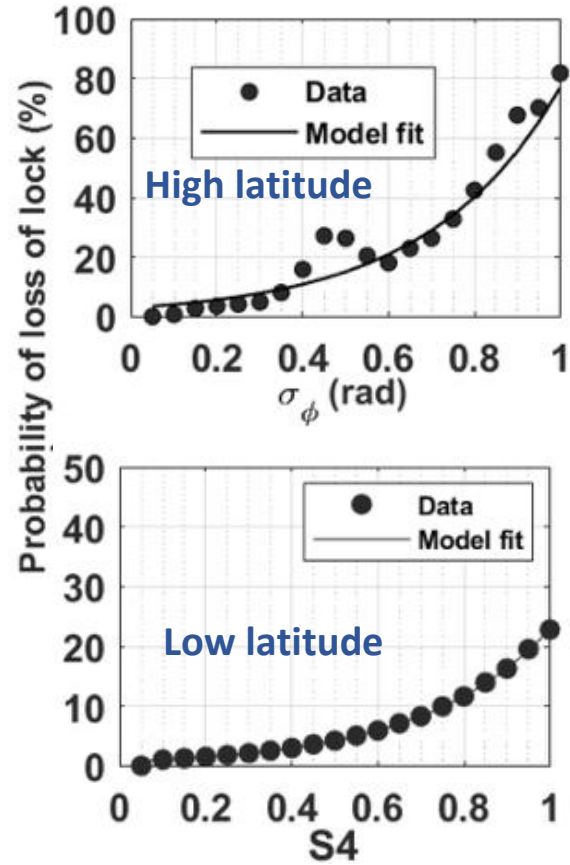 Probability of loss of lock (%)
100
80
60
40
20
0
Data
Model fit
High latitude
0 0.2 0.4 0.6 0.8 1
σϕ (rad)
50
40
30
20
10
0
Data
Model fit
Low latitude
0 0.2 0.4 0.6 0.8 1
S4